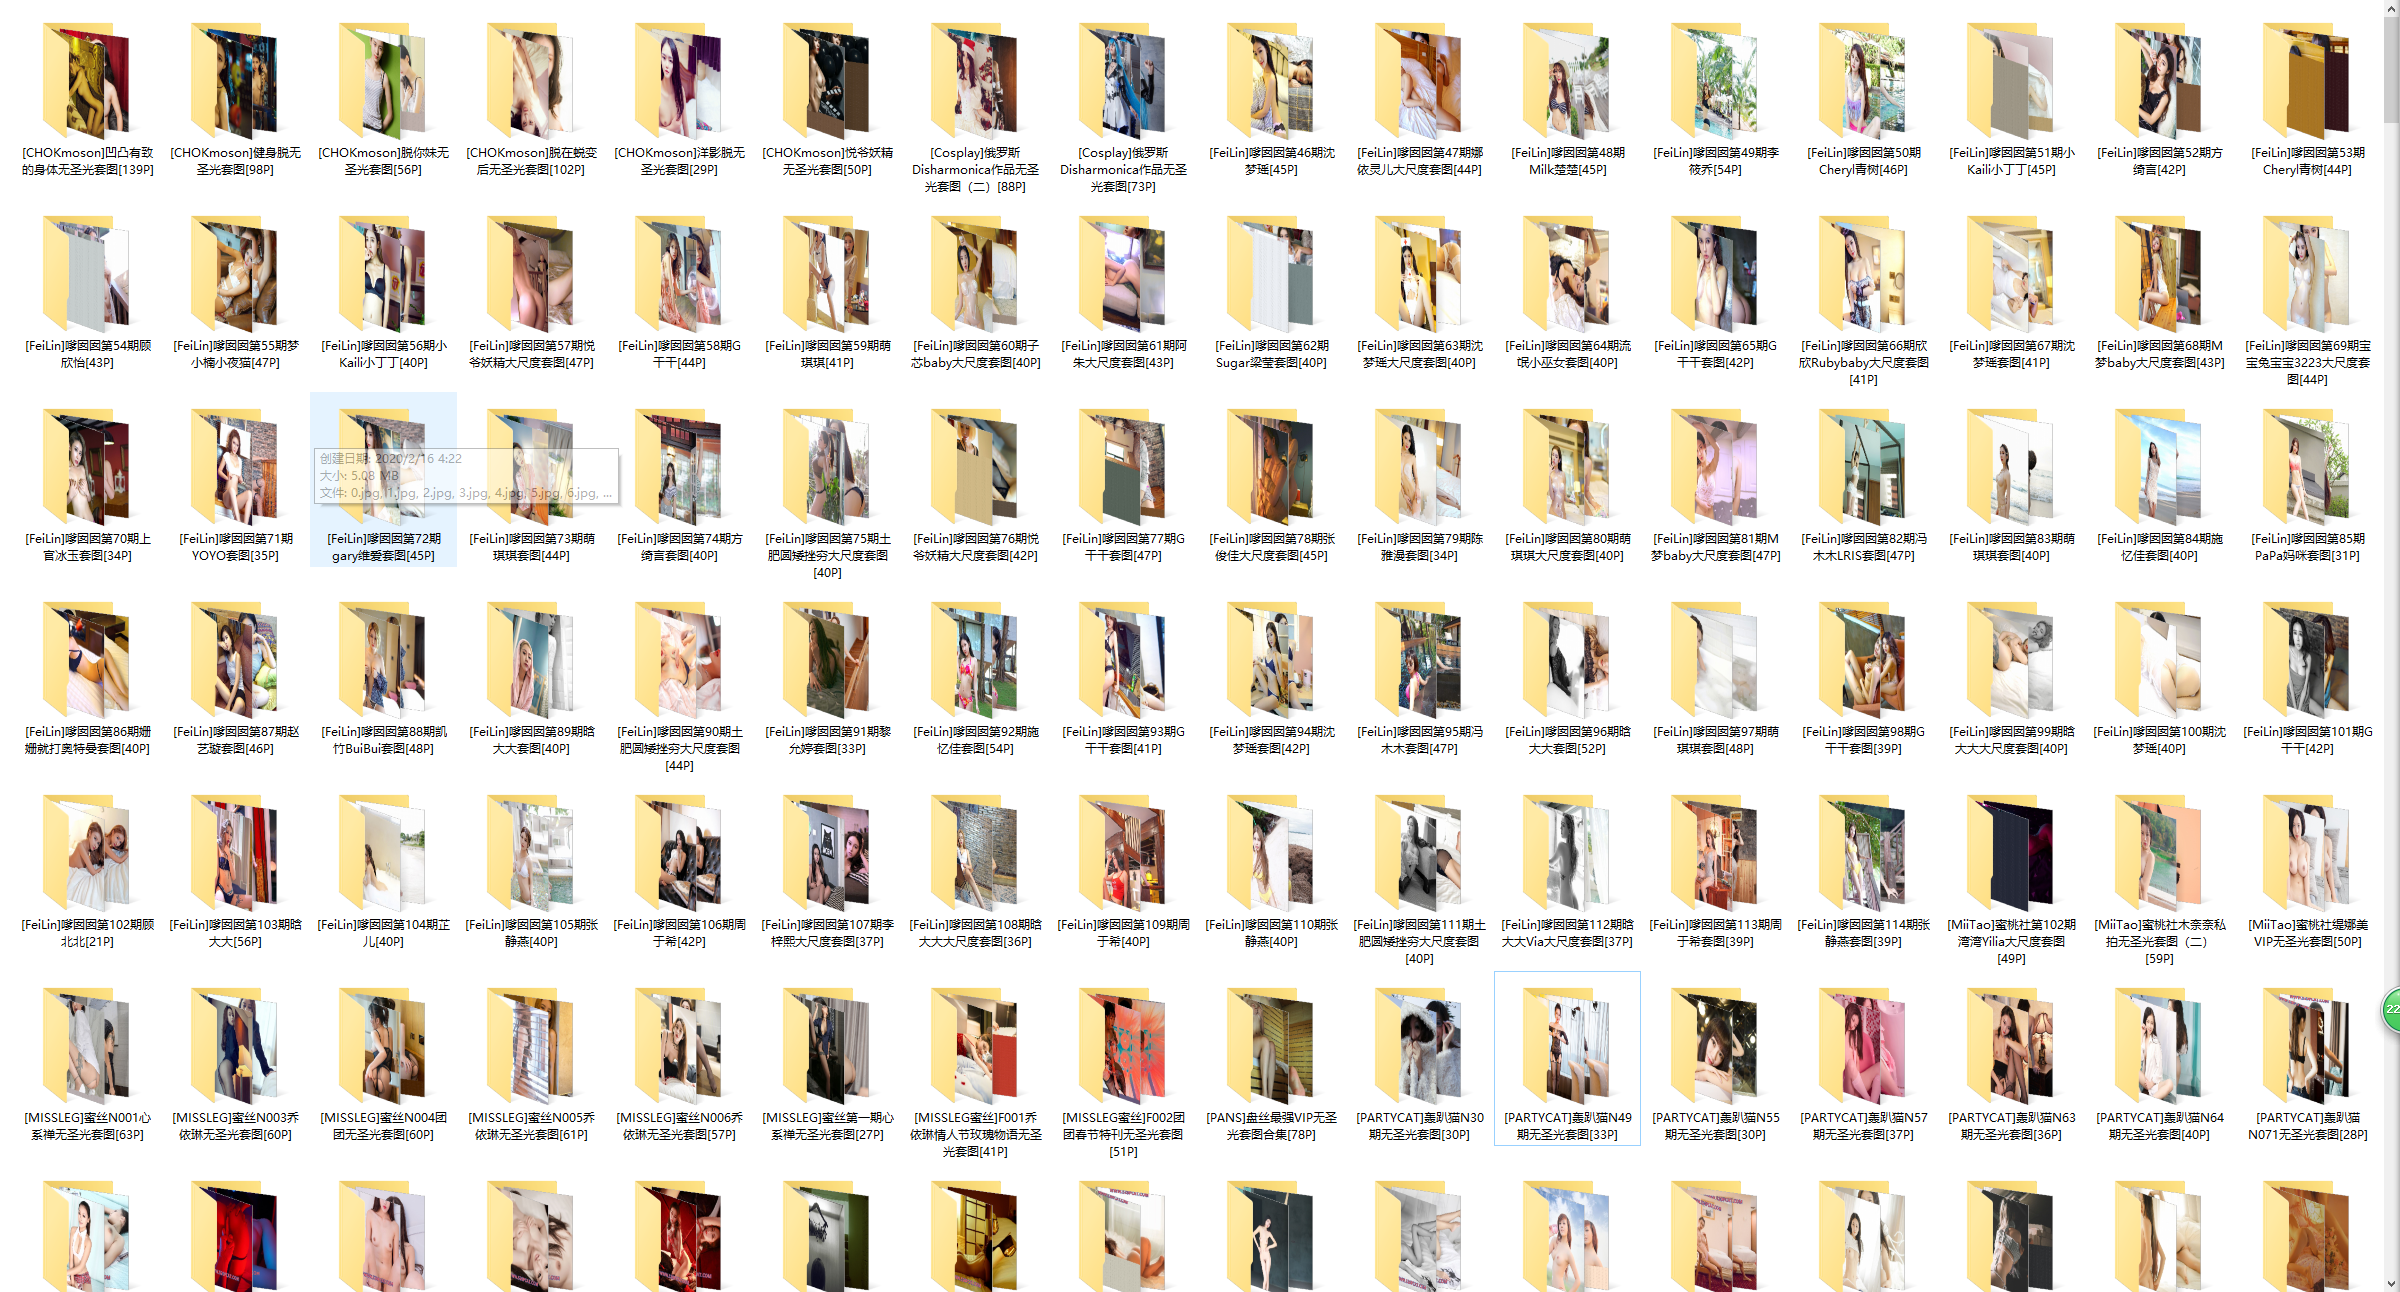 [CHOKmoson]凹凸有致
的身体无圣光套图[139P]
[CHOKmoson]健身脱无
圣光套图[98P]
[CHOKmoson]脱你妹无
圣光套图[56P]
[CHOKmoson]脱在蜕变
后无圣光套图[102P]
[CHOKmoson]洋影脱无
圣光套图[29P]
[CHOKmoson]悦爷妖精
无圣光套图[50P]
[Cosplay]俄罗斯
Disharmonica作品无圣
光套图（二）[88P]
[Cosplay]俄罗斯
Disharmonica作品无圣
光套图[73P]
[FeiLin]嗲囡囡第46期沈
梦瑶[45P]
[FeiLin]嗲囡囡第47期娜
依灵儿大尺度套图[44P]
[FeiLin]嗲囡囡第48期
Milk楚楚[45P]
[FeiLin]嗲囡囡第49期李
筱乔[54P]
[FeiLin]嗲囡囡第50期
Cheryl青树[46P]
[FeiLin]嗲囡囡第51期小
Kaili小丁丁[45P]
[FeiLin]嗲囡囡第52期方
绮言[42P]
[FeiLin]嗲囡囡第53期
Cheryl青树[44P]
[FeiLin]嗲囡囡第54期顾
欣怡[43P]
[FeiLin]嗲囡囡第55期梦
小楠小夜猫[47P]
[FeiLin]嗲囡囡第56期小
Kaili小丁丁[40P]
[FeiLin]嗲囡囡第57期悦
爷妖精大尺度套图[47P]
[FeiLin]嗲囡囡第58期G
干干[44P]
[FeiLin]嗲囡囡第59期萌
琪琪[41P]
[FeiLin]嗲囡囡第60期子
芯baby大尺度套图[40P]
[FeiLin]嗲囡囡第61期阿
朱大尺度套图[43P]
[FeiLin]嗲囡囡第62期
Sugar梁莹套图[40P]
[FeiLin]嗲囡囡第63期沈
梦瑶大尺度套图[40P]
[FeiLin]嗲囡囡第64期流
氓小巫女套图[40P]
[FeiLin]嗲囡囡第65期G
干干套图[42P]
[FeiLin]嗲囡囡第66期欣
欣Rubybaby大尺度套图
[41P]
[FeiLin]嗲囡囡第67期沈
梦瑶套图[41P]
[FeiLin]嗲囡囡第68期M
梦baby大尺度套图[43P]
[FeiLin]嗲囡囡第69期宝
宝兔宝宝3223大尺度套
图[44P]
[FeiLin]嗲囡囡第70期上
官冰玉套图[34P]
[FeiLin]嗲囡囡第71期
YOYO套图[35P]
创建日期: 2020/2/16 4:22
大小: 5.08 MB
文件: 0.jpg, 1.jpg, 2.jpg, 3.jpg, 4.jpg, 5.jpg, 6.jpg, ...
[FeiLin]嗲囡囡第72期
gary维爱套图[45P]
[FeiLin]嗲囡囡第73期萌
琪琪套图[44P]
[FeiLin]嗲囡囡第74期方
绮言套图[40P]
[FeiLin]嗲囡囡第75期土
肥圆矮挫穷大尺度套图
[40P]
[FeiLin]嗲囡囡第76期悦
爷妖精大尺度套图[42P]
[FeiLin]嗲囡囡第77期G
干干套图[47P]
[FeiLin]嗲囡囡第78期张
俊佳大尺度套图[45P]
[FeiLin]嗲囡囡第79期陈
雅漫套图[34P]
[FeiLin]嗲囡囡第80期萌
琪琪大尺度套图[40P]
[FeiLin]嗲囡囡第81期M
梦baby大尺度套图[47P]
[FeiLin]嗲囡囡第82期冯
木木LRIS套图[47P]
[FeiLin]嗲囡囡第83期萌
琪琪套图[40P]
[FeiLin]嗲囡囡第84期施
忆佳套图[40P]
[FeiLin]嗲囡囡第85期
PaPa妈咪套图[31P]
[FeiLin]嗲囡囡第86期姗
姗就打奥特曼套图[40P]
[FeiLin]嗲囡囡第87期赵
艺璇套图[46P]
[FeiLin]嗲囡囡第88期凯
竹BuiBui套图[48P]
[FeiLin]嗲囡囡第89期晗
大大套图[40P]
[FeiLin]嗲囡囡第90期土
肥圆矮挫穷大尺度套图
[44P]
[FeiLin]嗲囡囡第91期黎
允婷套图[33P]
[FeiLin]嗲囡囡第92期施
忆佳套图[54P]
[FeiLin]嗲囡囡第93期G
干干套图[41P]
[FeiLin]嗲囡囡第94期沈
梦瑶套图[42P]
[FeiLin]嗲囡囡第95期冯
木木套图[47P]
[FeiLin]嗲囡囡第96期晗
大大套图[52P]
[FeiLin]嗲囡囡第97期萌
琪琪套图[48P]
[FeiLin]嗲囡囡第98期G
干干套图[39P]
[FeiLin]嗲囡囡第99期晗
大大大尺度套图[40P]
[FeiLin]嗲囡囡第100期沈
梦瑶[40P]
[FeiLin]嗲囡囡第101期G
干干[42P]
[FeiLin]嗲囡囡第102期顾
北北[21P]
[FeiLin]嗲囡囡第103期晗
大大[56P]
[FeiLin]嗲囡囡第104期芷
儿[40P]
[FeiLin]嗲囡囡第105期张
静燕[40P]
[FeiLin]嗲囡囡第106期周
于希[42P]
[FeiLin]嗲囡囡第107期李
梓熙大尺度套图[37P]
[FeiLin]嗲囡囡第108期晗
大大大尺度套图[36P]
[FeiLin]嗲囡囡第109期周
于希[40P]
[FeiLin]嗲囡囡第110期张
静燕[40P]
[FeiLin]嗲囡囡第111期土
肥圆矮挫穷大尺度套图
[40P]
[FeiLin]嗲囡囡第112期晗
大大Via大尺度套图[37P]
[FeiLin]嗲囡囡第113期周
于希套图[39P]
[FeiLin]嗲囡囡第114期张
静燕套图[39P]
[MiiTao]蜜桃社第102期
湾湾Yilia大尺度套图
[49P]
[MiiTao]蜜桃社木奈奈私
拍无圣光套图（二）
[59P]
[MiiTao]蜜桃社缇娜美
VIP无圣光套图[50P]
[MISSLEG]蜜丝N001心
系禅无圣光套图[63P]
[MISSLEG]蜜丝N003乔
依琳无圣光套图[60P]
[MISSLEG]蜜丝N004团
团无圣光套图[60P]
[MISSLEG]蜜丝N005乔
依琳无圣光套图[61P]
[MISSLEG]蜜丝N006乔
依琳无圣光套图[57P]
[MISSLEG]蜜丝第一期心
系禅无圣光套图[27P]
[MISSLEG蜜丝]F001乔
依琳情人节玫瑰物语无圣
光套图[41P]
[MISSLEG蜜丝]F002团
团春节特刊无圣光套图
[51P]
[PANS]盘丝最强VIP无圣
光套图合集[78P]
[PARTYCAT]轰趴猫N30
期无圣光套图[30P]
[PARTYCAT]轰趴猫N49
期无圣光套图[33P]
[PARTYCAT]轰趴猫N55
期无圣光套图[30P]
[PARTYCAT]轰趴猫N57
期无圣光套图[37P]
[PARTYCAT]轰趴猫N63
期无圣光套图[36P]
[PARTYCAT]轰趴猫N64
期无圣光套图[40P]
[PARTYCAT]轰趴猫
N071无圣光套图[28P]
22